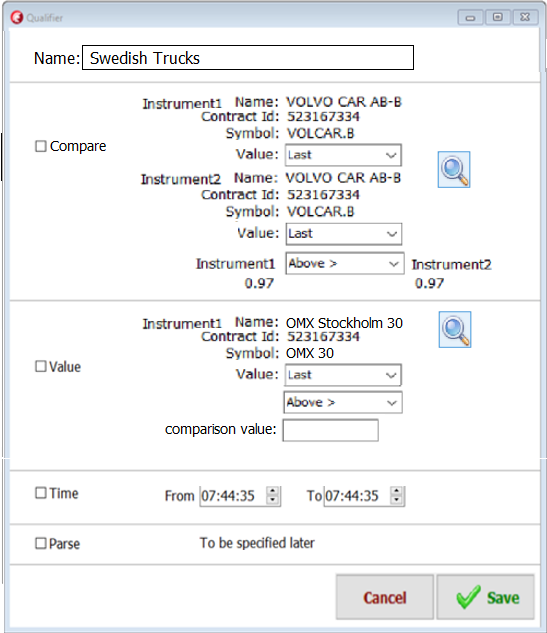 Qualifier
Name: Swedish Trucks
Instrument1 Name: VOLVO CAR AB-B
Contract Id: 523167334
Symbol: VOLCAR.B
Compare
Value: Last
Instrument2 Name: VOLVO CAR AB-B
Contract Id: 523167334
Symbol: VOLCAR.B
Value: Last
Instrument1 Above > Instrument2
0.97 0.97
Instrument1 Name: OMX Stockholm 30
Contract Id: 523167334
Symbol: OMX 30
Value
Value: Last
Above >
comparison value:
Time From 07:44:35 To 07:44:35
Parse To be specified later
Cancel Save